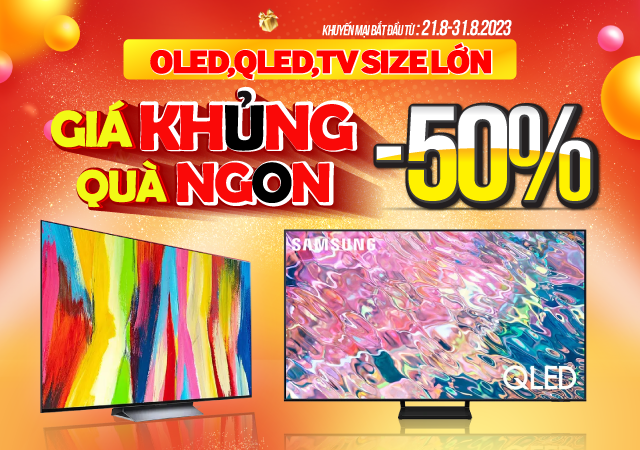 KHUYẾN MẠI BẮT ĐẦU TỪ : 21.8-31.8.2023
OLED,QLED,TV SIZE LỚN
GIÁ KHỦNG
QUÀ NGON
-50%
SAMSUNG
QLED